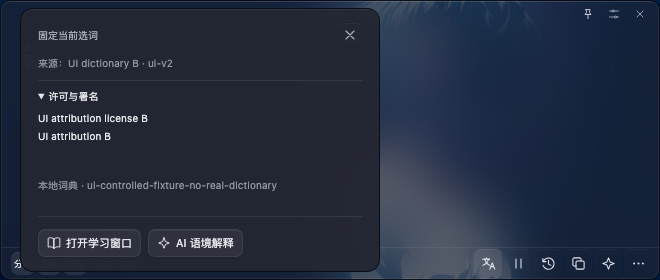 固定当前选词
来源：UI dictionary B · ui-v2
▼ 许可与署名
UI attribution license B
UI attribution B
本地词典 · ui-controlled-fixture-no-real-dictionary
打开学习窗口
AI 语境解释